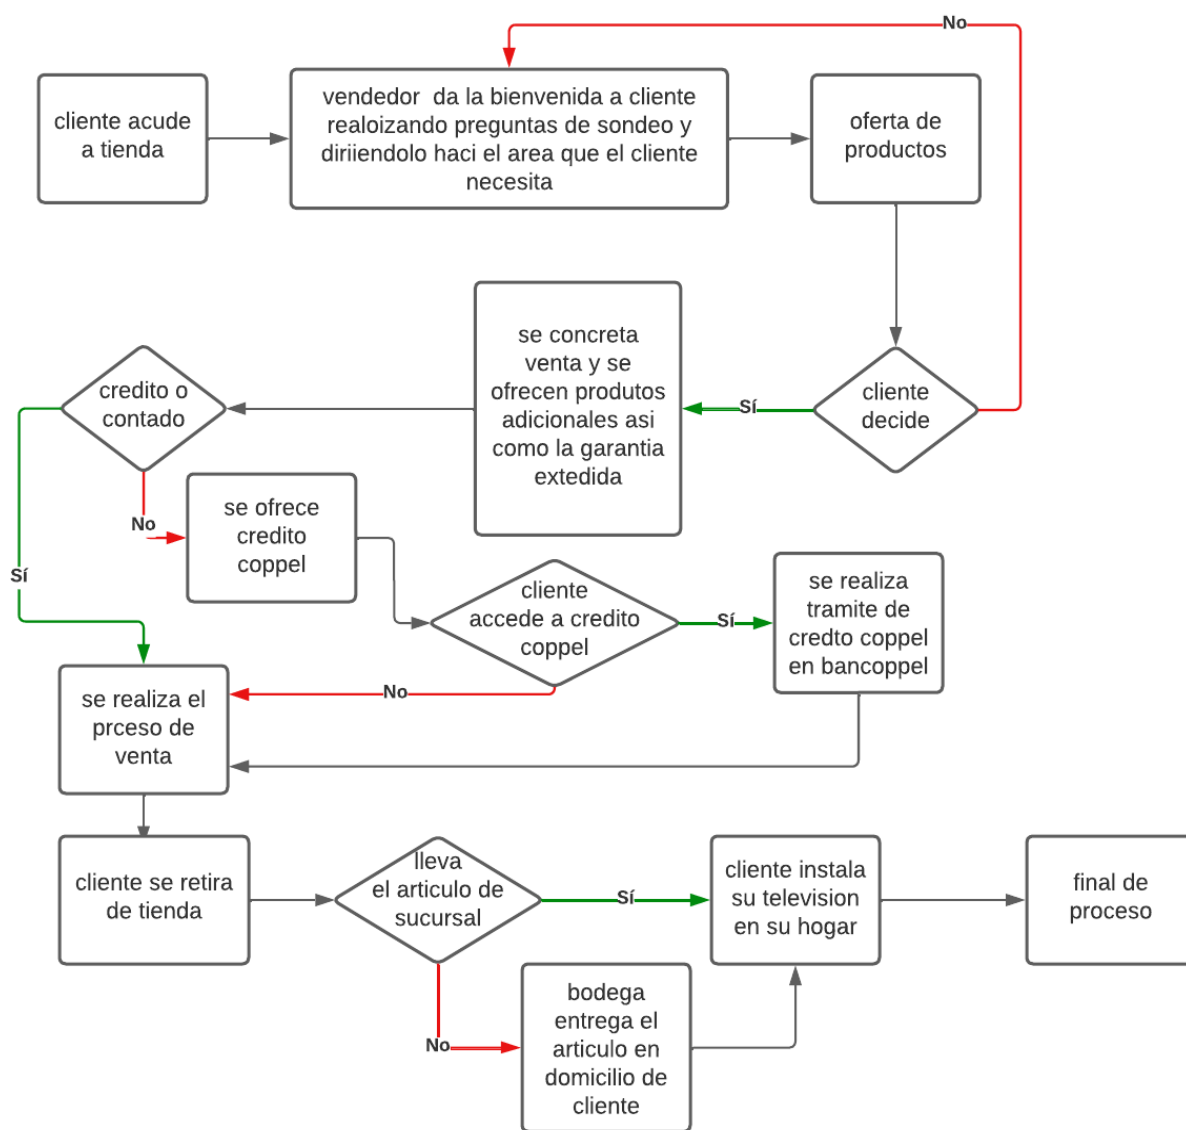 No
cliente acude
a tienda
vendedor  da la bienvenida a cliente
realoizando preguntas de sondeo y
diriiendolo haci el area que el cliente
necesita
oferta de
productos
se concreta
venta y se
ofrecen produtos
adicionales asi
como la garantia
extedida
Sí
cliente
decide
credito o
contado
No
Sí
se ofrece
credito
coppel
cliente
accede a credito
coppel
Sí
se realiza
tramite de
credto coppel
en bancoppel
No
se realiza el
prceso de
venta
cliente se retira
de tienda
lleva
el articulo de
sucursal
Sí
cliente instala
su television
en su hogar
final de
proceso
No
bodega
entrega el
articulo en
domicilio de
cliente